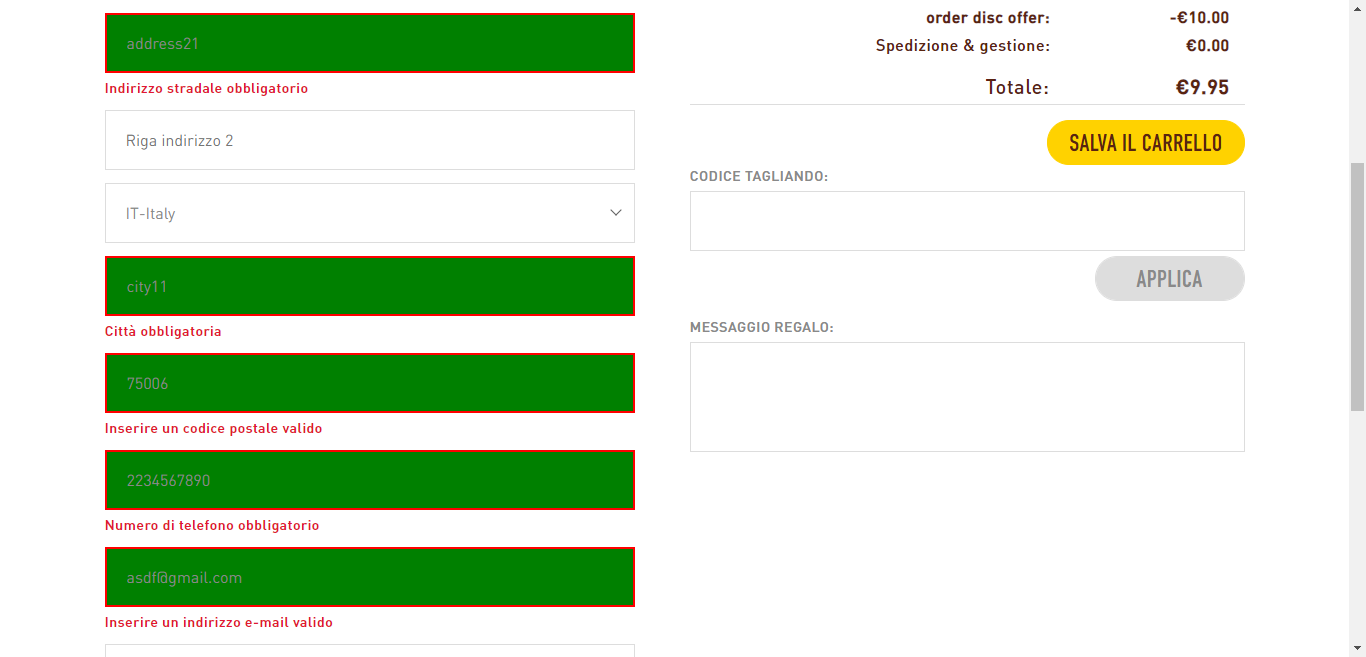 address21
Indirizzo stradale obbligatorio
Riga indirizzo 2
IT-Italy
city11
Città obbligatoria
75006
Inserire un codice postale valido
2234567890
Numero di telefono obbligatorio
asdf@gmail.com
Inserire un indirizzo e-mail valido
order disc offer: -€10.00
Spedizione & gestione: €0.00
Totale: €9.95
SALVA IL CARRELLO
CODICE TAGLIANDO:
APPLICA
MESSAGGIO REGALO: